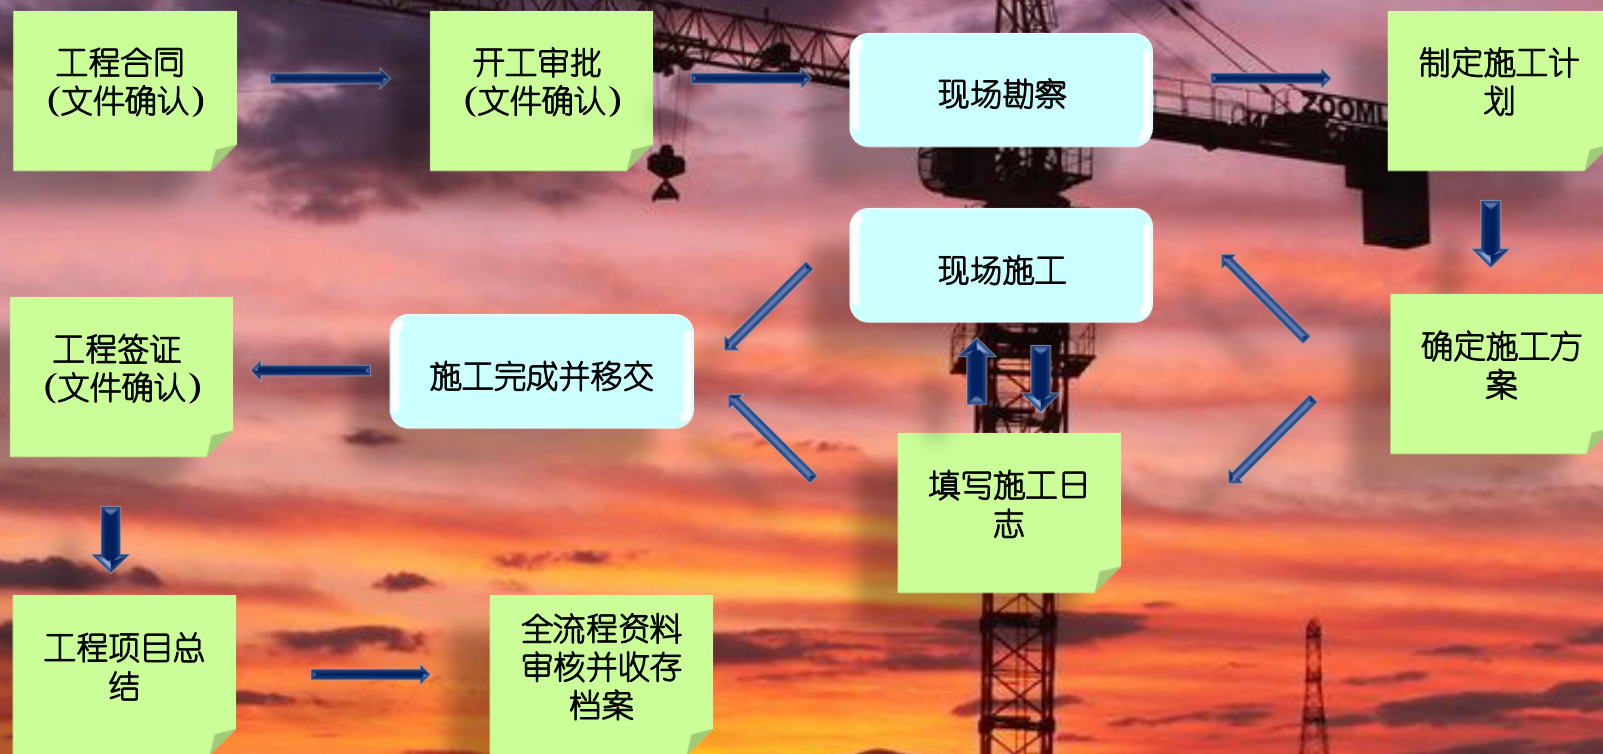 工程合同
(文件确认)
开工审批
(文件确认)
现场勘察
制定施工计
划
ZOOML
现场施工
工程签证
(文件确认)
施工完成并移交
确定施工方
案
填写施工日
志
工程项目总
结
全流程资料
审核并收存
档案